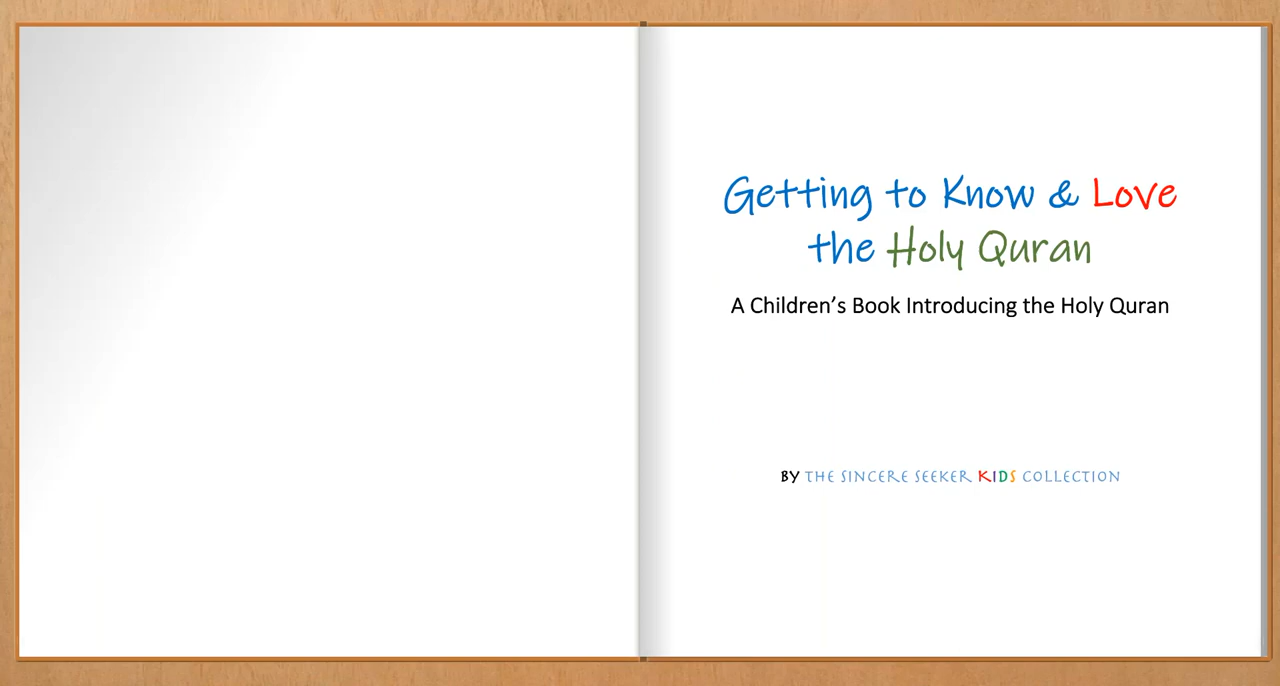 Getting to Know & Love
the Holy Quran
A Children’s Book Introducing the Holy Quran
BY THE SINCERE SEEKER KIDS COLLECTION